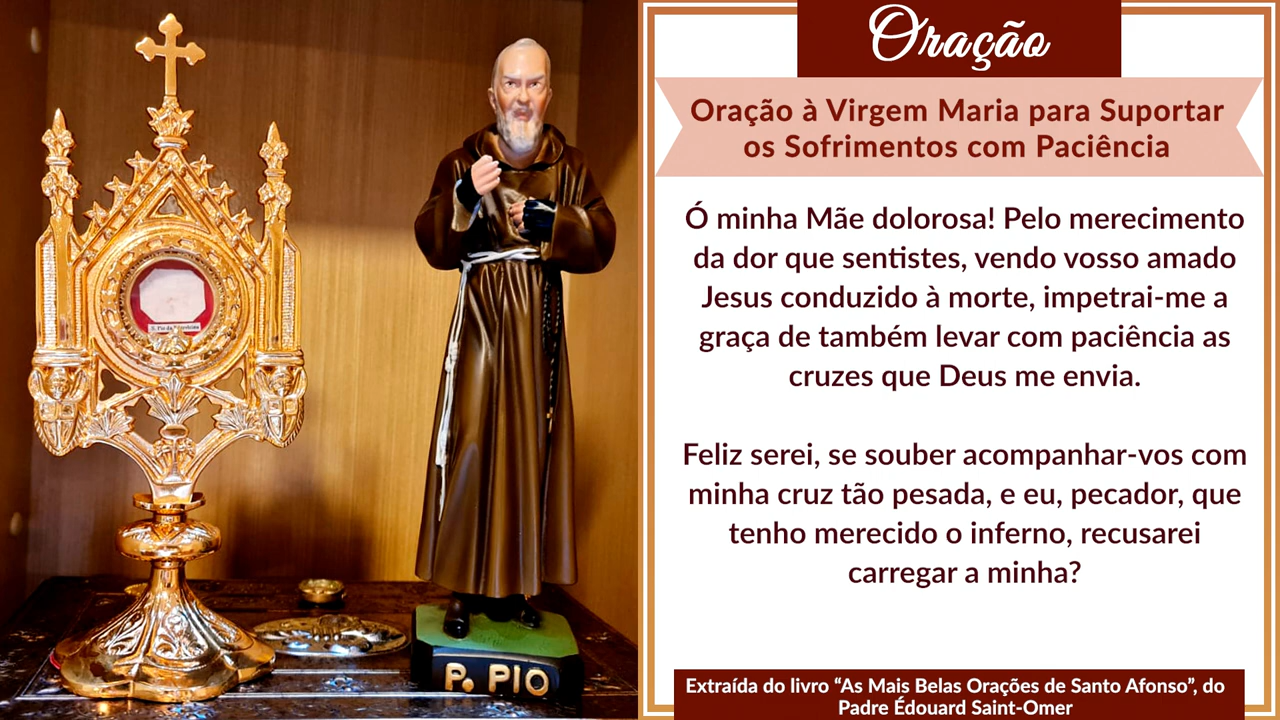 S. Pio da
P. PIO
Oração
Oração à Virgem Maria para Suportar
os Sofrimentos com Paciência
Ó minha Mãe dolorosa! Pelo merecimento
da dor que sentistes, vendo vosso amado
Jesus conduzido à morte, impetrai-me a
graça de também levar com paciência as
cruzes que Deus me envia.
Feliz serei, se souber acompanhar-vos com
minha cruz tão pesada, e eu, pecador, que
tenho merecido o inferno, recusarei
carregar a minha?
Extraída do livro “As Mais Belas Orações de Santo Afonso”, do
Padre Édouard Saint-Omer